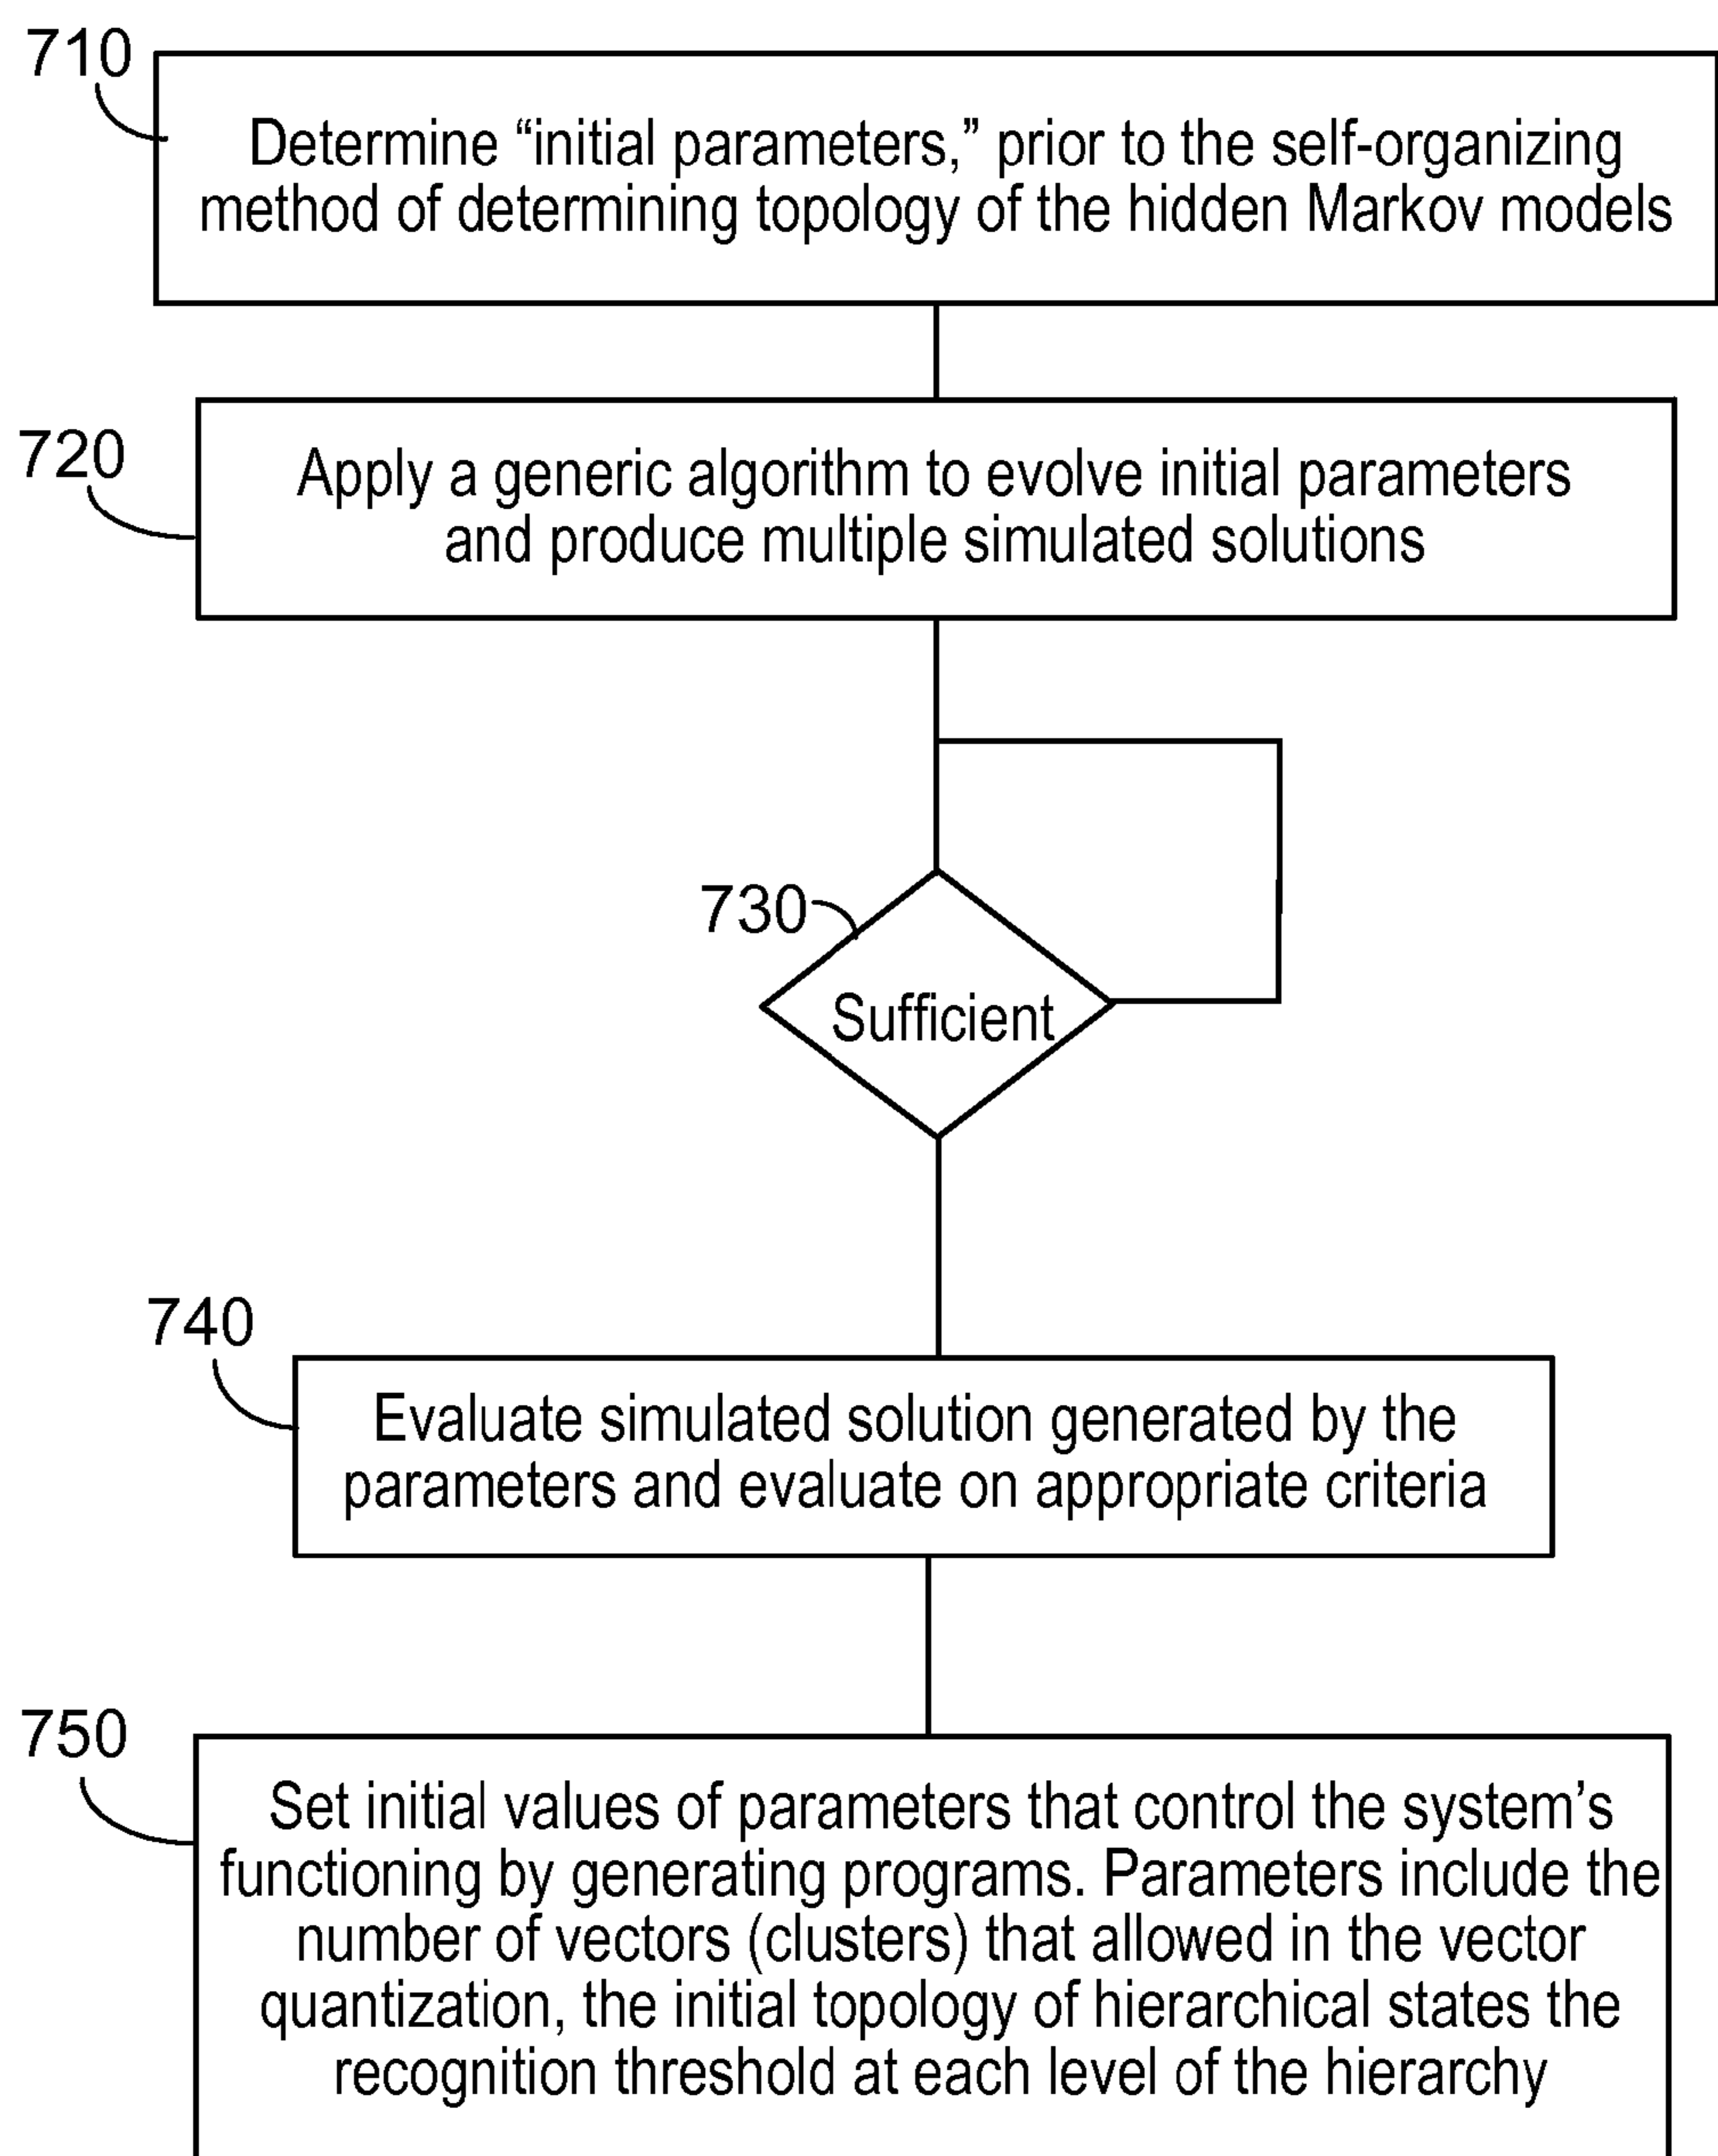 710
Determine “initial parameters,” prior to the self-organizing
method of determining topology of the hidden Markov models
720
Apply a generic algorithm to evolve initial parameters
and produce multiple simulated solutions
730
Sufficient
740
Evaluate simulated solution generated by the
parameters and evaluate on appropriate criteria
750
Set initial values of parameters that control the system’s
functioning by generating programs. Parameters include the
number of vectors (clusters) that allowed in the vector
quantization, the initial topology of hierarchical states the
recognition threshold at each level of the hierarchy